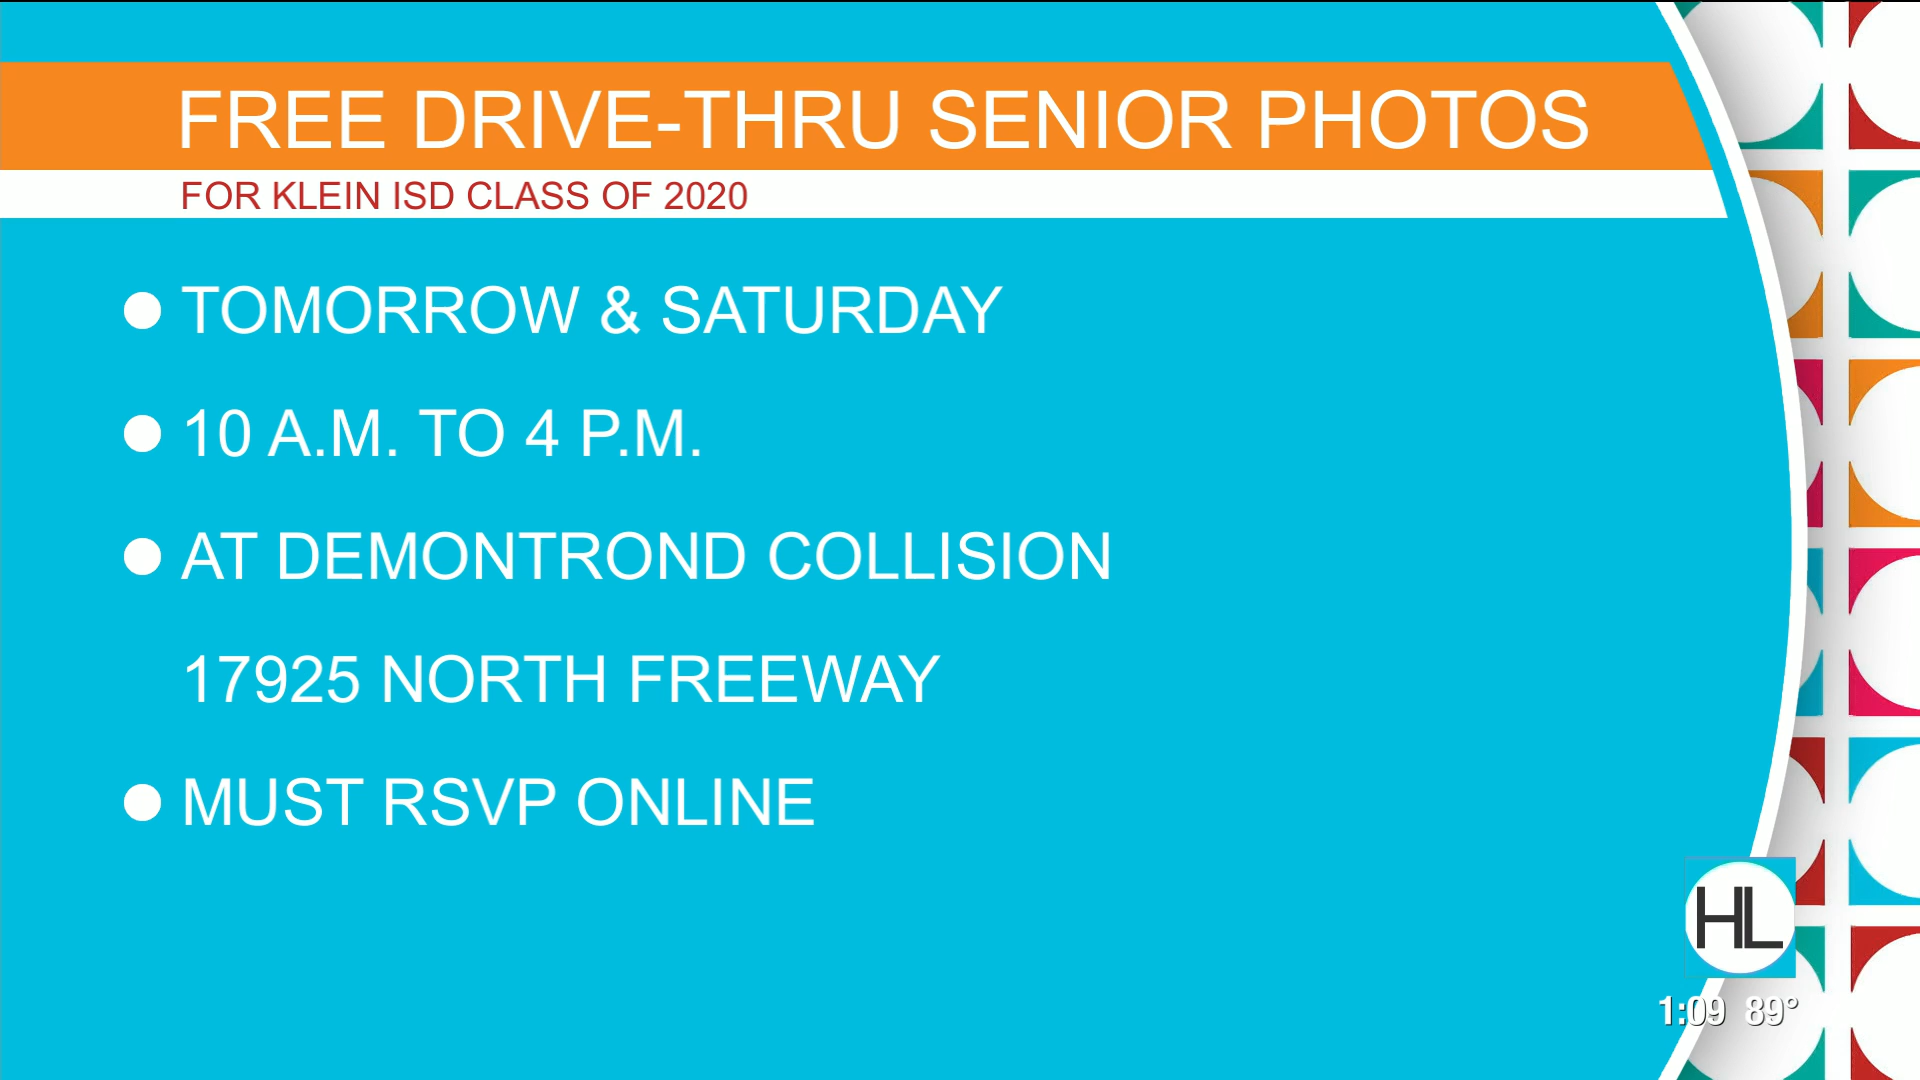 FREE DRIVE-THRU SENIOR PHOTOS
FOR KLEIN ISD CLASS OF 2020
● TOMORROW & SATURDAY
● 10 A.M. TO 4 P.M.
● AT DEMONTROND COLLISION
17925 NORTH FREEWAY
● MUST RSVP ONLINE
HL
1:09 89°